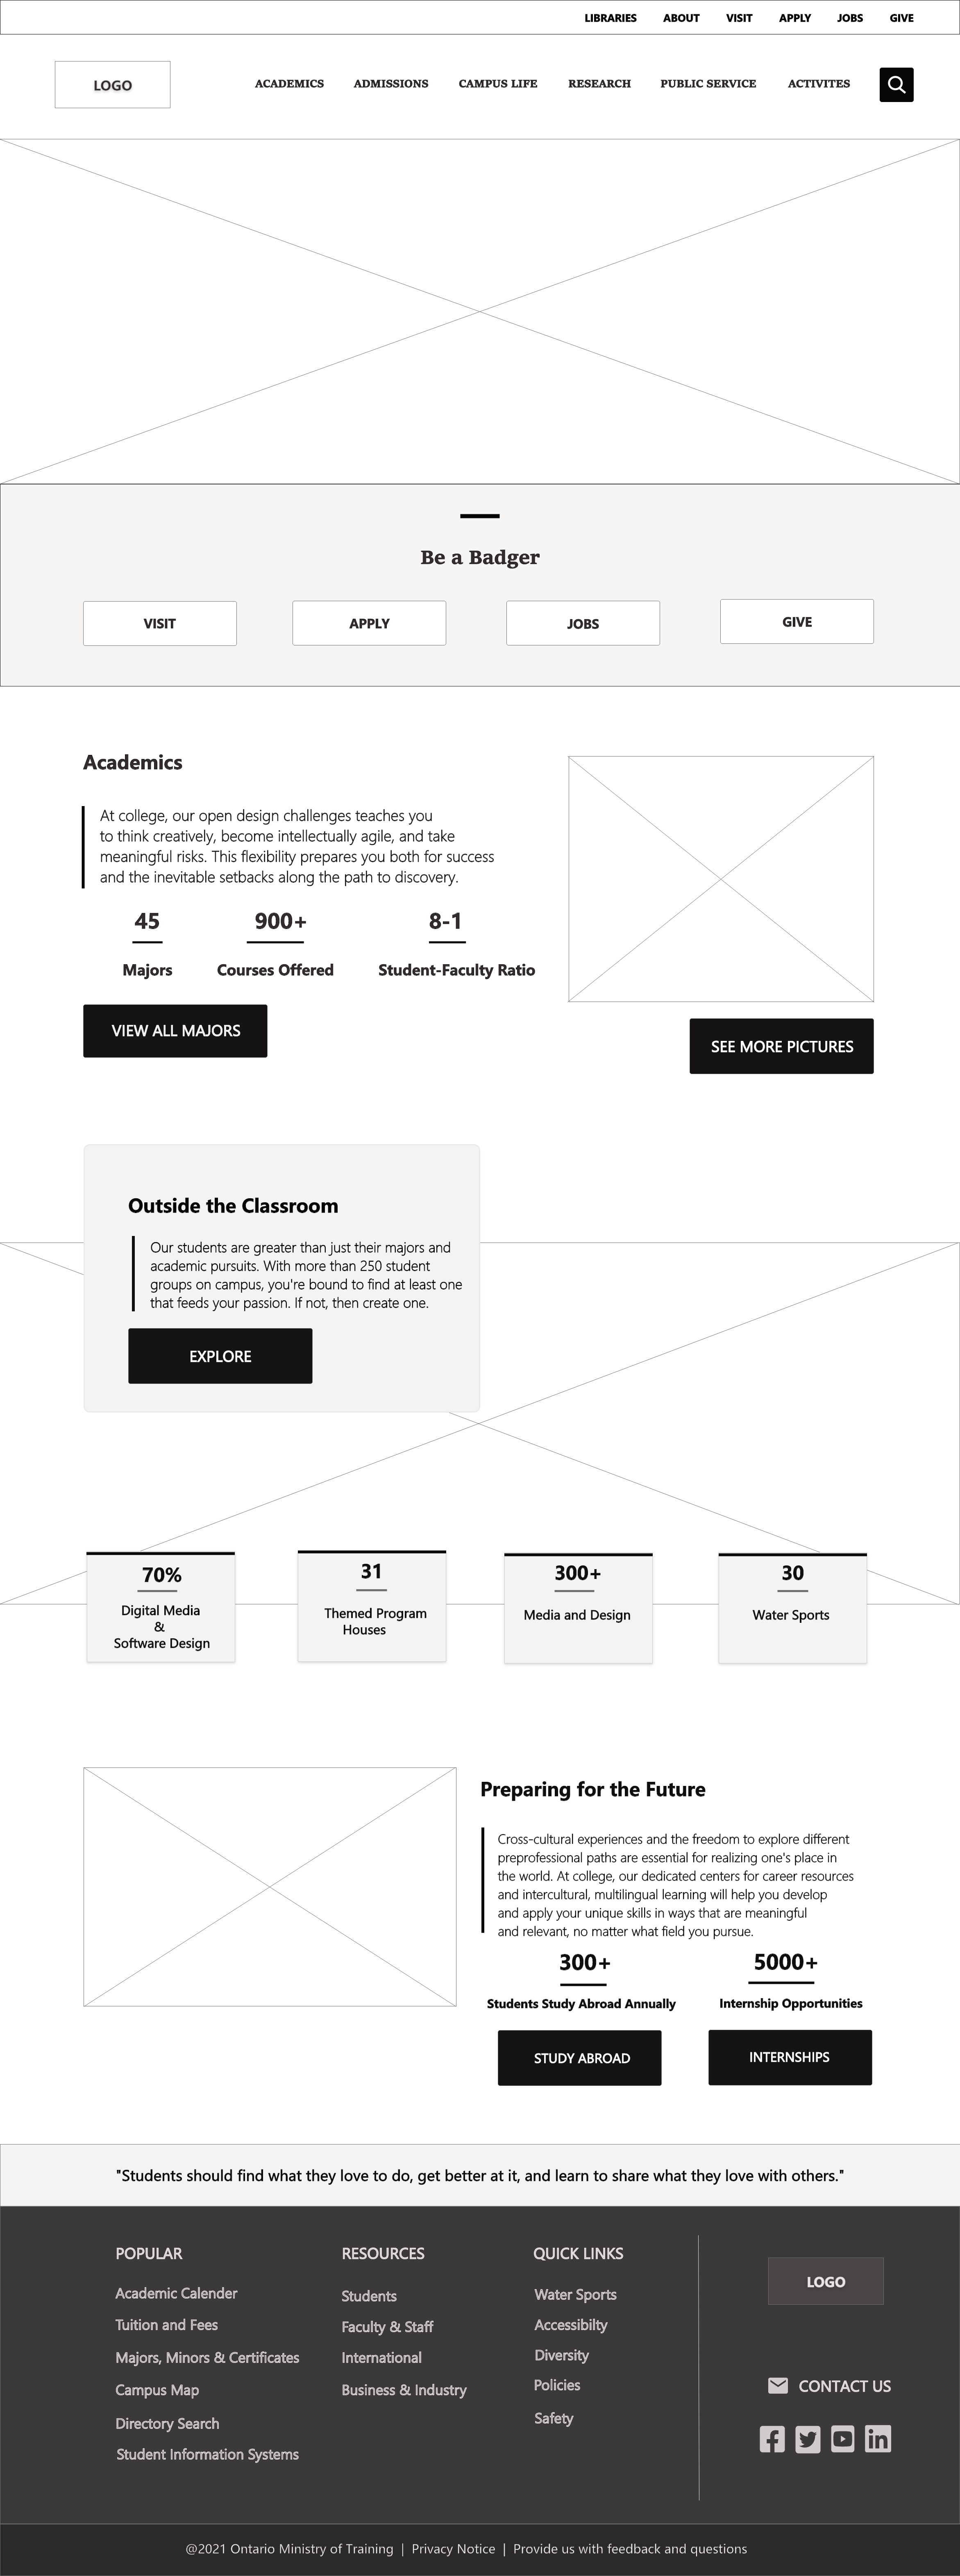 LIBRARIES ABOUT VISIT APPLY JOBS GIVE
LOGO
ACADEMICS ADMISSIONS CAMPUS LIFE RESEARCH PUBLIC SERVICE ACTIVITES
Be a Badger
VISIT APPLY JOBS GIVE
Academics
At college, our open design challenges teaches you
to think creatively, become intellectually agile, and take
meaningful risks. This flexibility prepares you both for success
and the inevitable setbacks along the path to discovery.
45 900+ 8-1
Majors Courses Offered Student-Faculty Ratio
VIEW ALL MAJORS
SEE MORE PICTURES
Outside the Classroom
Our students are greater than just their majors and
academic pursuits. With more than 250 student
groups on campus, you're bound to find at least one
that feeds your passion. If not, then create one.
EXPLORE
70%
Digital Media
&
Software Design
31
Themed Program
Houses
300+
Media and Design
30
Water Sports
Preparing for the Future
Cross-cultural experiences and the freedom to explore different
preprofessional paths are essential for realizing one's place in
the world. At college, our dedicated centers for career resources
and intercultural, multilingual learning will help you develop
and apply your unique skills in ways that are meaningful
and relevant, no matter what field you pursue.
300+ 5000+
Students Study Abroad Annually Internship Opportunities
STUDY ABROAD INTERNSHIPS
"Students should find what they love to do, get better at it, and learn to share what they love with others."
POPULAR
Academic Calender
Tuition and Fees
Majors, Minors & Certificates
Campus Map
Directory Search
Student Information Systems
RESOURCES
Students
Faculty & Staff
International
Business & Industry
QUICK LINKS
Water Sports
Accessibilty
Diversity
Policies
Safety
LOGO
CONTACT US
@2021 Ontario Ministry of Training | Privacy Notice | Provide us with feedback and questions